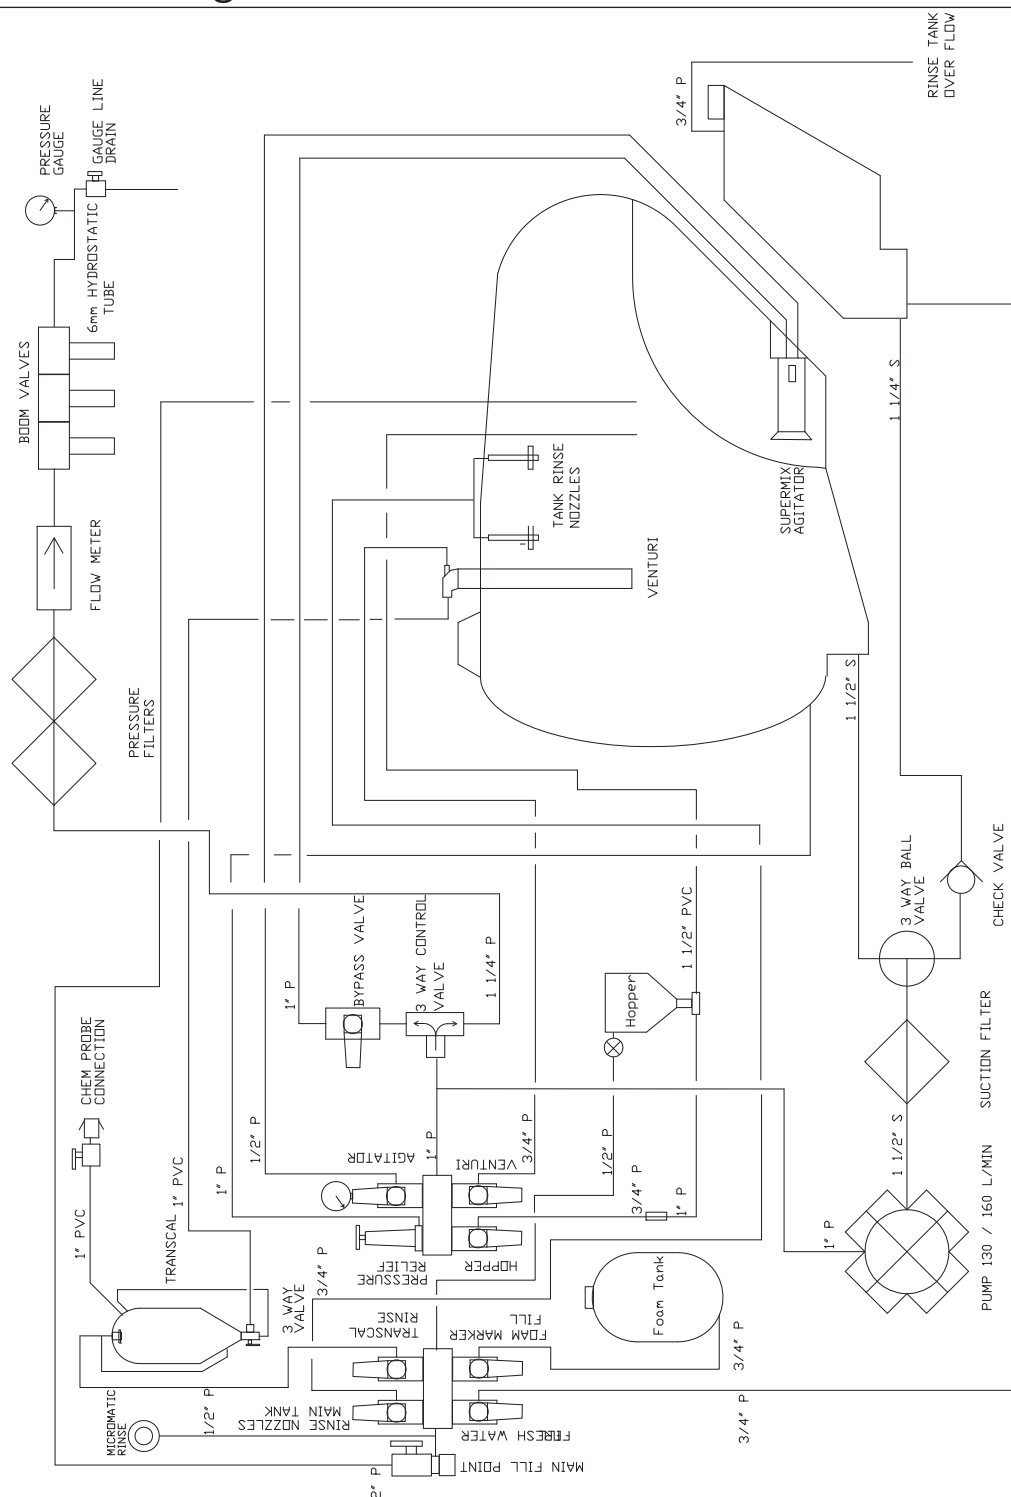 RINSE TANK
OVER FLOW
3/4" P
PRESSURE
GAUGE
GAUGE LINE
DRAIN
6mm HYDROSTATIC
TUBE
BOOM VALVES
FLOW METER
PRESSURE
FILTERS
TANK RINSE
NOZZLES
VENTURI
SUPERMIX
AGITATOR
1 1/4" S
1 1/2" S
3 WAY BALL
VALVE
CHECK VALVE
1 1/2" PVC
1" P
BYPASS VALVE
3 WAY CONTROL
VALVE
1 1/4" P
Hopper
CHEM PROBE
CONNECTION
SUCTION FILTER
1/2" P
AGITATOR
1" P
VENTURI
3/4" P
1/2" P
1 1/2" S
1" PVC
TRANSCAL
1" PVC
1" P
3/4" P
1" P
1" P
PUMP 130 / 160 L/MIN
PRESSURE
RELIEF
HOPPER
3/4" P
3 WAY
VALVE
TRANSCAL
RINSE
FOAM MARKER
FILL
Foam Tank
3/4" P
MICROMATIC
RINSE
1/2" P
RINSE NOZZLES
MAIN TANK
FRESH WATER
3/4" P
MAIN FILL POINT
2" P